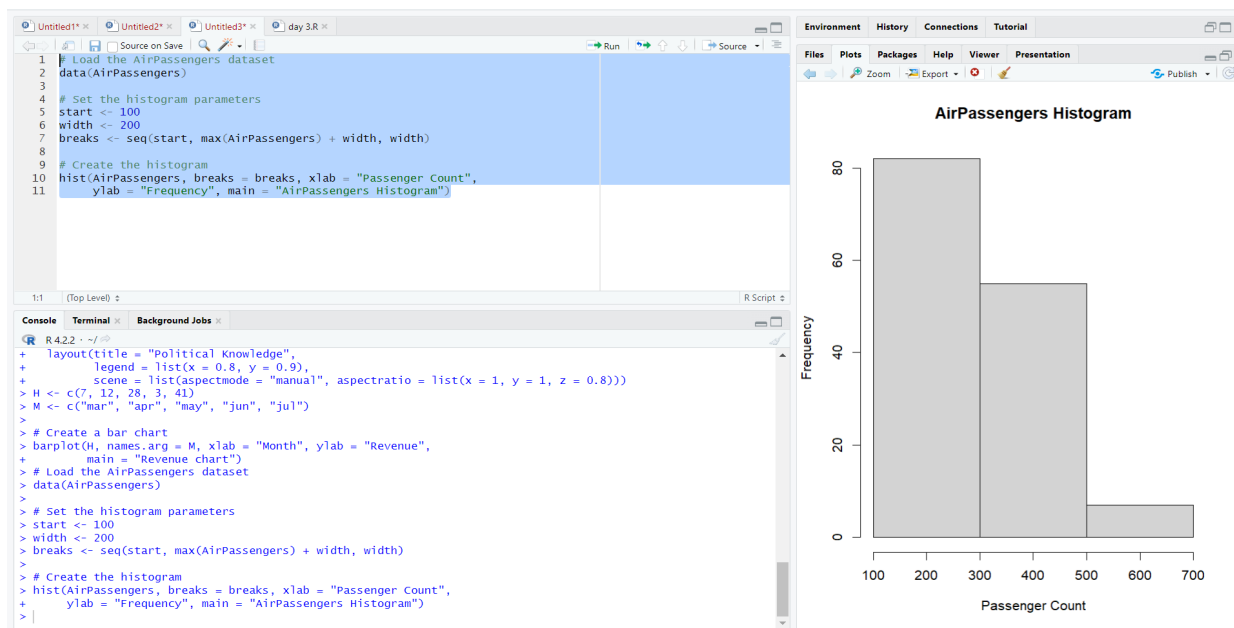 Untitled1* × Untitled2* × Untitled3* × day 3.R ×
Source on Save Run Source
1 # Load the AirPassengers dataset
2 data(AirPassengers)
3
4 # Set the histogram parameters
5 start <- 100
6 width <- 200
7 breaks <- seq(start, max(AirPassengers) + width, width)
8
9 # Create the histogram
10 hist(AirPassengers, breaks = breaks, xlab = "Passenger Count",
11 ylab = "Frequency", main = "AirPassengers Histogram")
1:1 (Top Level) R Script
Console Terminal × Background Jobs ×
R R 4.2.2 · ~/
+ layout(title = "Political Knowledge",
+ legend = list(x = 0.8, y = 0.9),
+ scene = list(aspectmode = "manual", aspectratio = list(x = 1, y = 1, z = 0.8)))
> H <- c(7, 12, 28, 3, 41)
> M <- c("mar", "apr", "may", "jun", "jul")
>
> # Create a bar chart
> barplot(H, names.arg = M, xlab = "Month", ylab = "Revenue",
+ main = "Revenue chart")
> # Load the AirPassengers dataset
> data(AirPassengers)
>
> # Set the histogram parameters
> start <- 100
> width <- 200
> breaks <- seq(start, max(AirPassengers) + width, width)
>
> # Create the histogram
> hist(AirPassengers, breaks = breaks, xlab = "Passenger Count",
+ ylab = "Frequency", main = "AirPassengers Histogram")
>
Environment History Connections Tutorial
Files Plots Packages Help Viewer Presentation
Zoom Export Publish
AirPassengers Histogram
Frequency
80
60
40
20
0
100 200 300 400 500 600 700
Passenger Count